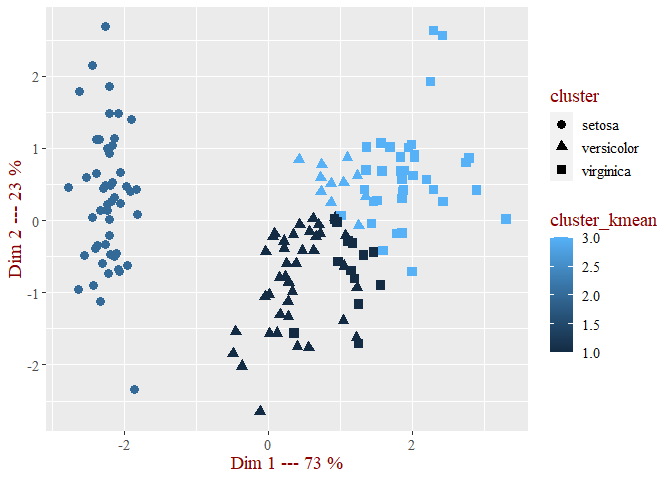 2
1
0
-1
-2
Dim 2 --- 23 %
-2
0
2
Dim 1 --- 73 %
cluster
setosa
versicolor
virginica
cluster_kmean
3.0
2.5
2.0
1.5
1.0